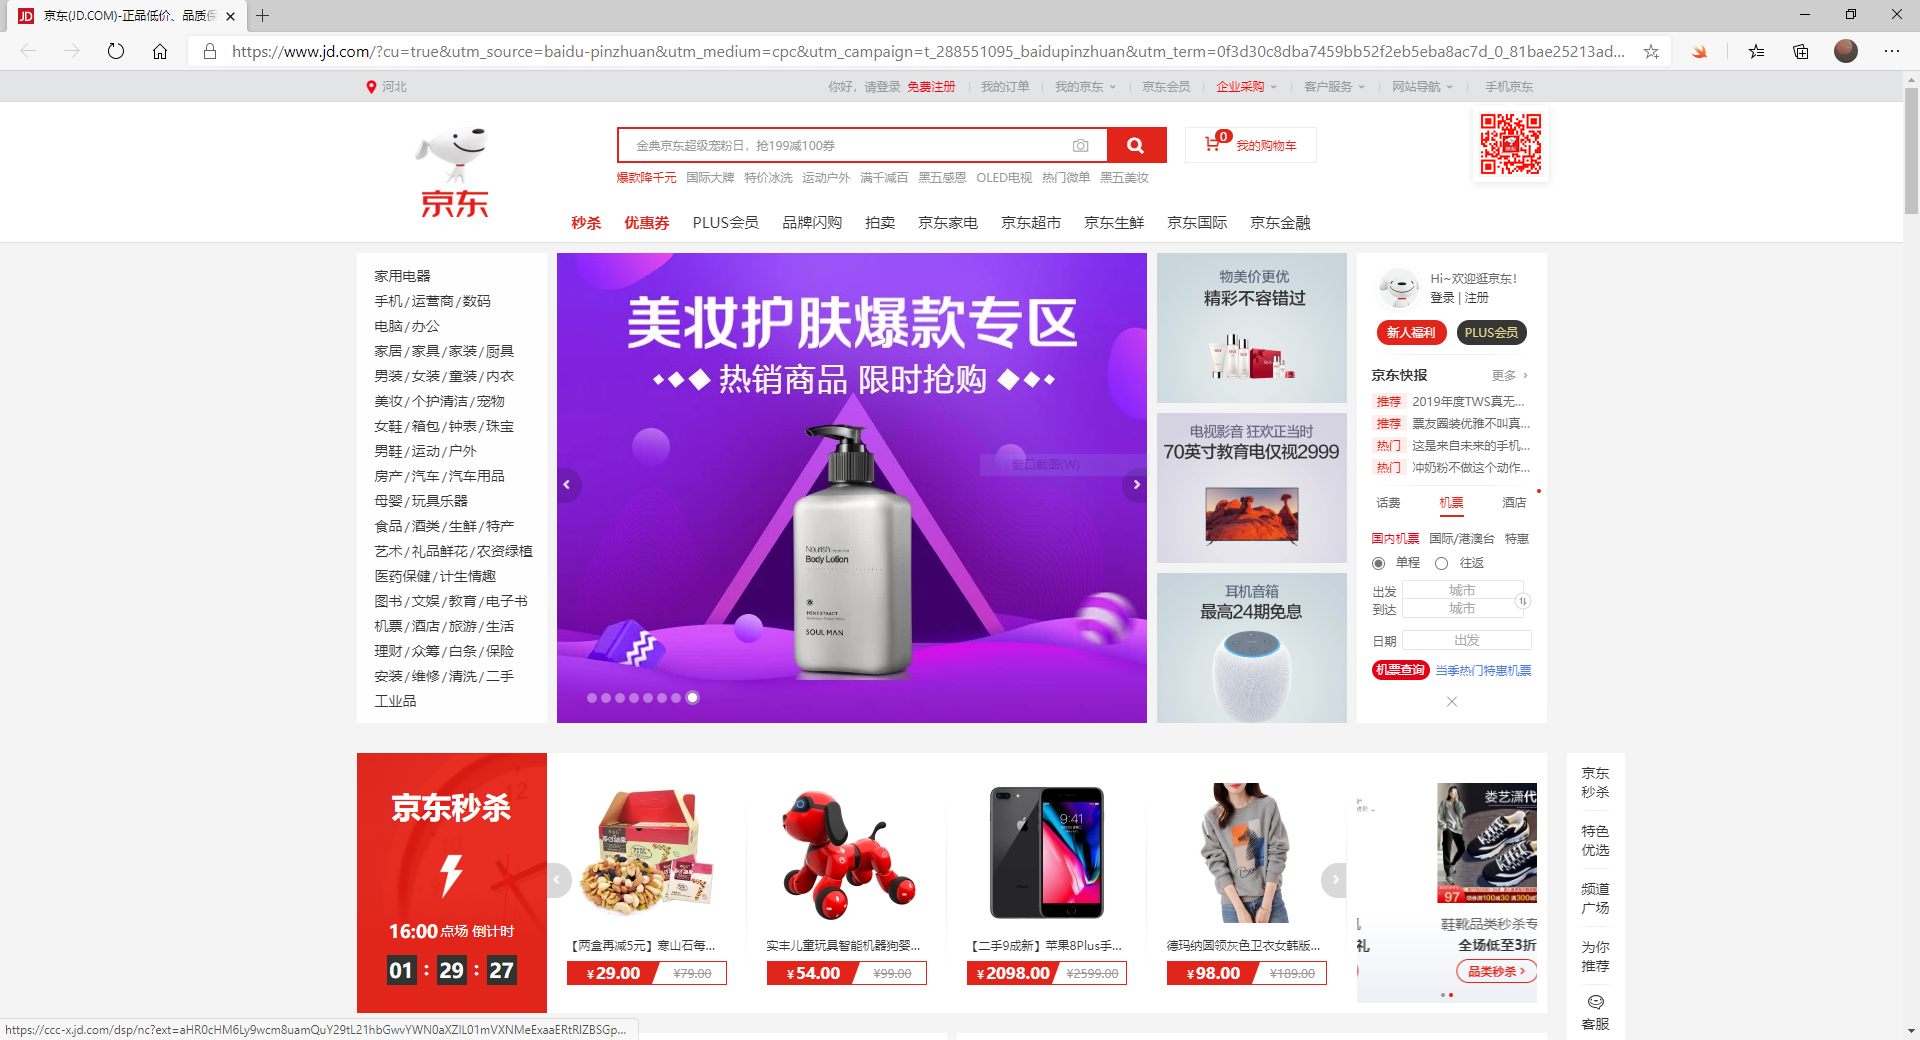 京东(JD.COM)-正品低价、品质保
https://www.jd.com/?cu=true&utm_source=baidu-pinzhuan&utm_medium=cpc&utm_campaign=t_288551095_baidupinzhuan&utm_term=0f3d30c8dba7459bb52f2eb5eba8ac7d_0_81bae25213ad...
河北
你好，请登录 免费注册 我的订单 我的京东 京东会员 企业采购 客户服务 网站导航 手机京东
京东
金典京东超级宠粉日，抢199减100券
0 我的购物车
爆款降千元 国际大牌 特价冰洗 运动户外 满千减百 黑五感恩 OLED电视 热门微单 黑五美妆
秒杀 优惠券 PLUS会员 品牌闪购 拍卖 京东家电 京东超市 京东生鲜 京东国际 京东金融
家用电器
手机/运营商/数码
电脑/办公
家居/家具/家装/厨具
男装/女装/童装/内衣
美妆/个护清洁/宠物
女鞋/箱包/钟表/珠宝
男鞋/运动/户外
房产/汽车/汽车用品
母婴/玩具乐器
食品/酒类/生鲜/特产
艺术/礼品鲜花/农资绿植
医药保健/计生情趣
图书/文娱/教育/电子书
机票/酒店/旅游/生活
理财/众筹/白条/保险
安装/维修/清洗/二手
工业品
美妆护肤爆款专区
热销商品 限时抢购
窗口截图(W)
Nourish
Body Lotion
SOUL MAN
物美价更优
精彩不容错过
电视影音 狂欢正当时
70英寸教育电仅视2999
耳机音箱
最高24期免息
Hi~欢迎逛京东!
登录 | 注册
新人福利 PLUS会员
京东快报 更多
推荐 2019年度TWS真无...
推荐 票友圆装优雅不叫真...
热门 这是来自未来的手机...
热门 冲奶粉不做这个动作...
话费 机票 酒店
国内机票 国际/港澳台 特惠
单程 往返
出发 城市
到达 城市
日期 出发
机票查询 当季热门特惠机票
京东秒杀
16:00 点场 倒计时
01 : 29 : 27
【两盒再减5元】寒山石每...
¥29.00 ¥79.00
实丰儿童玩具智能机器狗婴...
¥54.00 ¥99.00
9:41
【二手9成新】苹果8Plus手...
¥2098.00 ¥2599.00
德玛纳圆领灰色卫衣女韩版...
¥98.00 ¥189.00
礼
娄艺潇代
97
领券满100减30 满300减
鞋靴品类秒杀专
全场低至3折
品类秒杀
京东
秒杀
特色
优选
频道
广场
为你
推荐
客服
https://ccc-x.jd.com/dsp/nc?ext=aHR0cHM6Ly9wcm8uamQuY29tL21hbGwvYWN0aXZlL01mVXNMeExaaERtRlZBSGp...